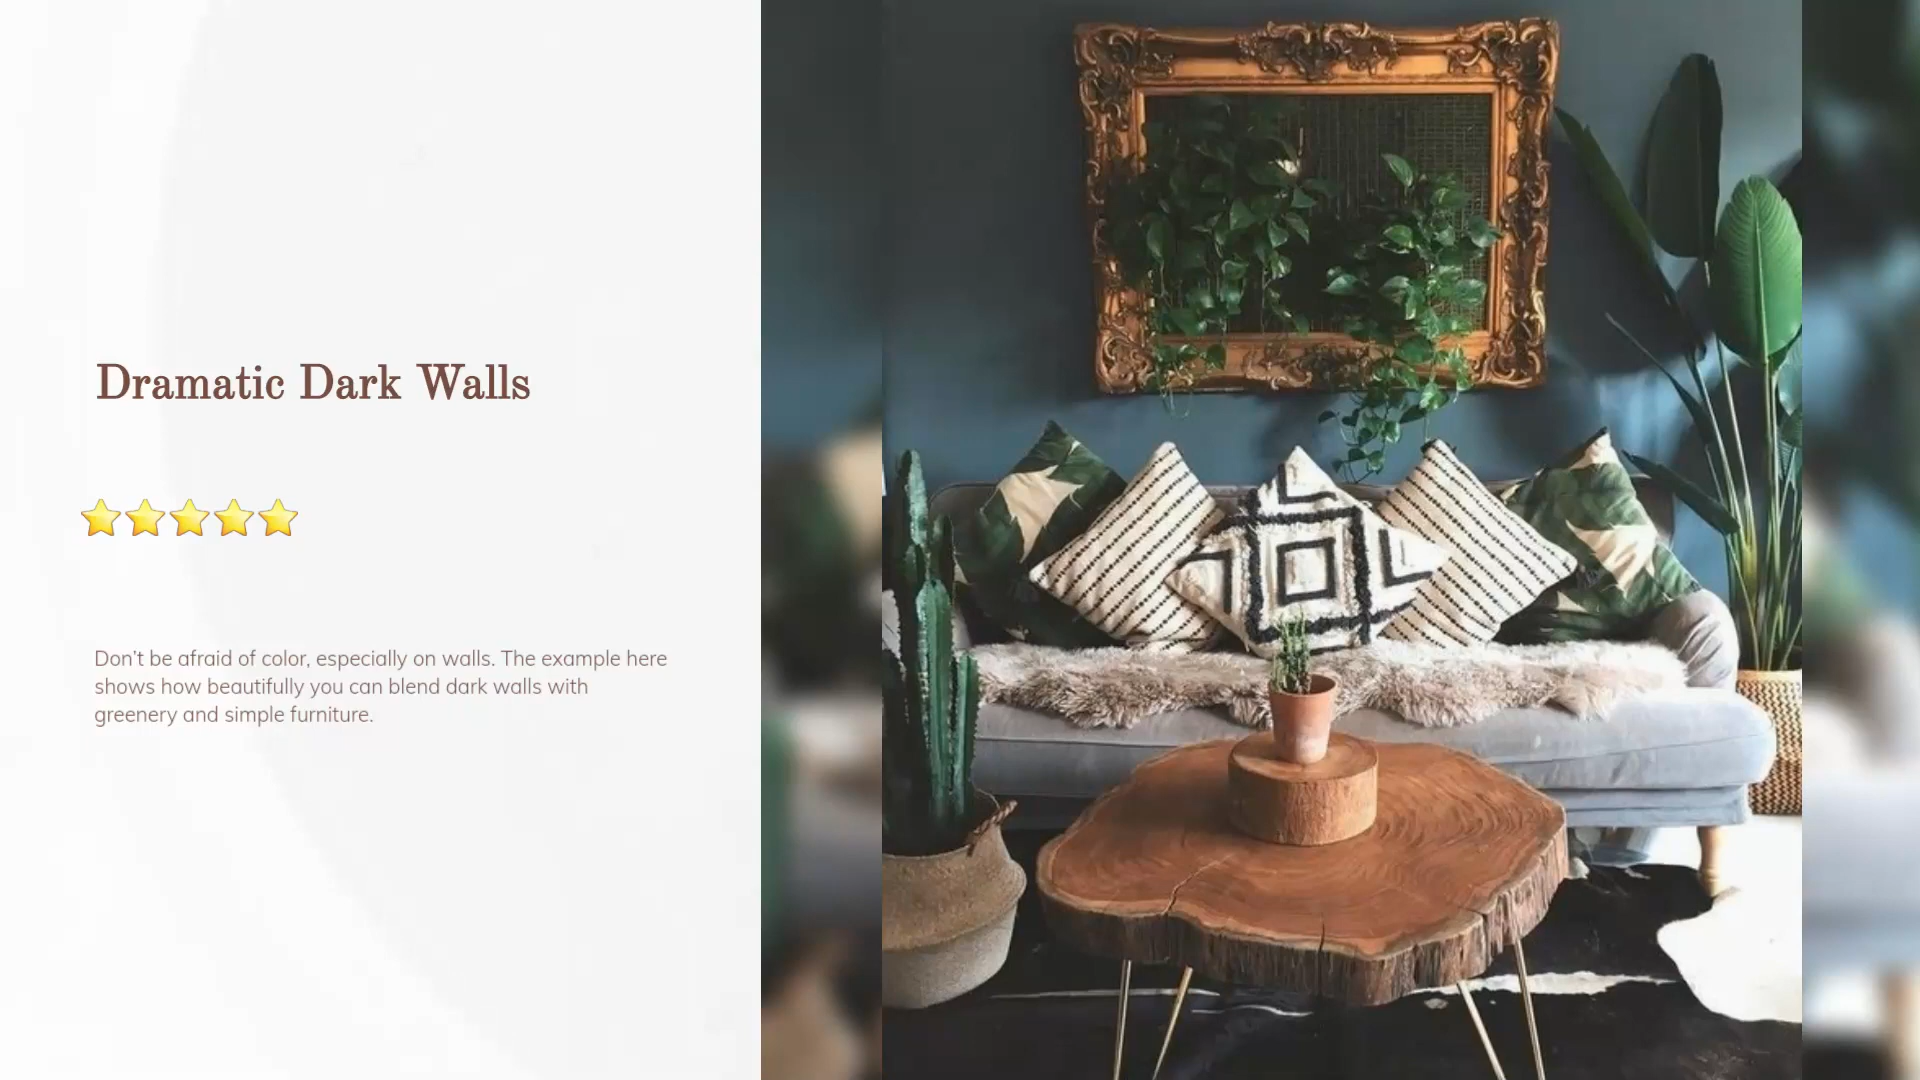 Dramatic Dark Walls
Don’t be afraid of color, especially on walls. The example here
shows how beautifully you can blend dark walls with
greenery and simple furniture.